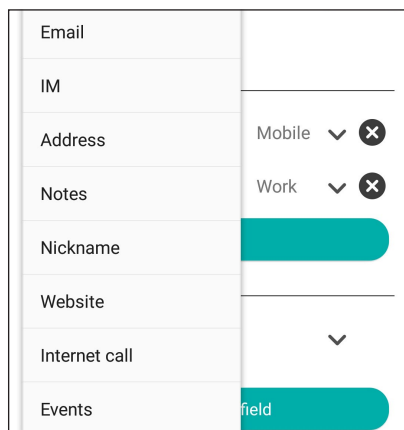 Email
IM
Address
Mobile
Notes
Work
Nickname
Website
Internet call
Events
field